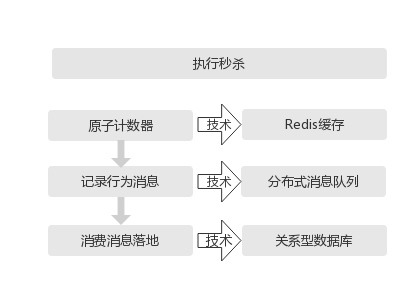 执行秒杀
原子计数器
技术
Redis缓存
记录行为消息
技术
分布式消息队列
消费消息落地
技术
关系型数据库